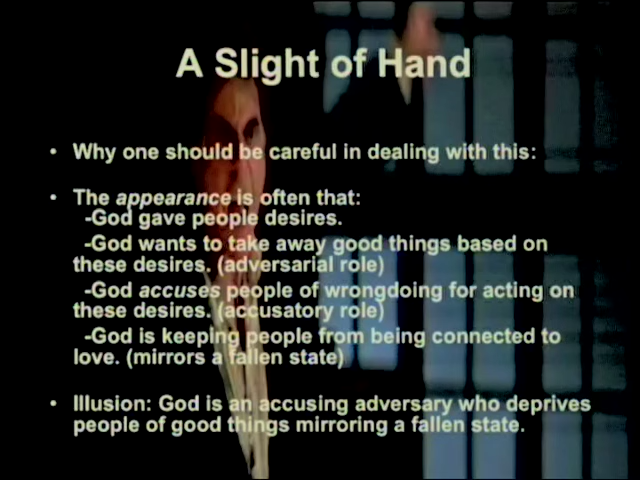 A Slight of Hand
• Why one should be careful in dealing with this:
• The appearance is often that:
-God gave people desires.
-God wants to take away good things based on
these desires. (adversarial role)
-God accuses people of wrongdoing for acting on
these desires. (accusatory role)
-God is keeping people from being connected to
love. (mirrors a fallen state)
• Illusion: God is an accusing adversary who deprives
people of good things mirroring a fallen state.